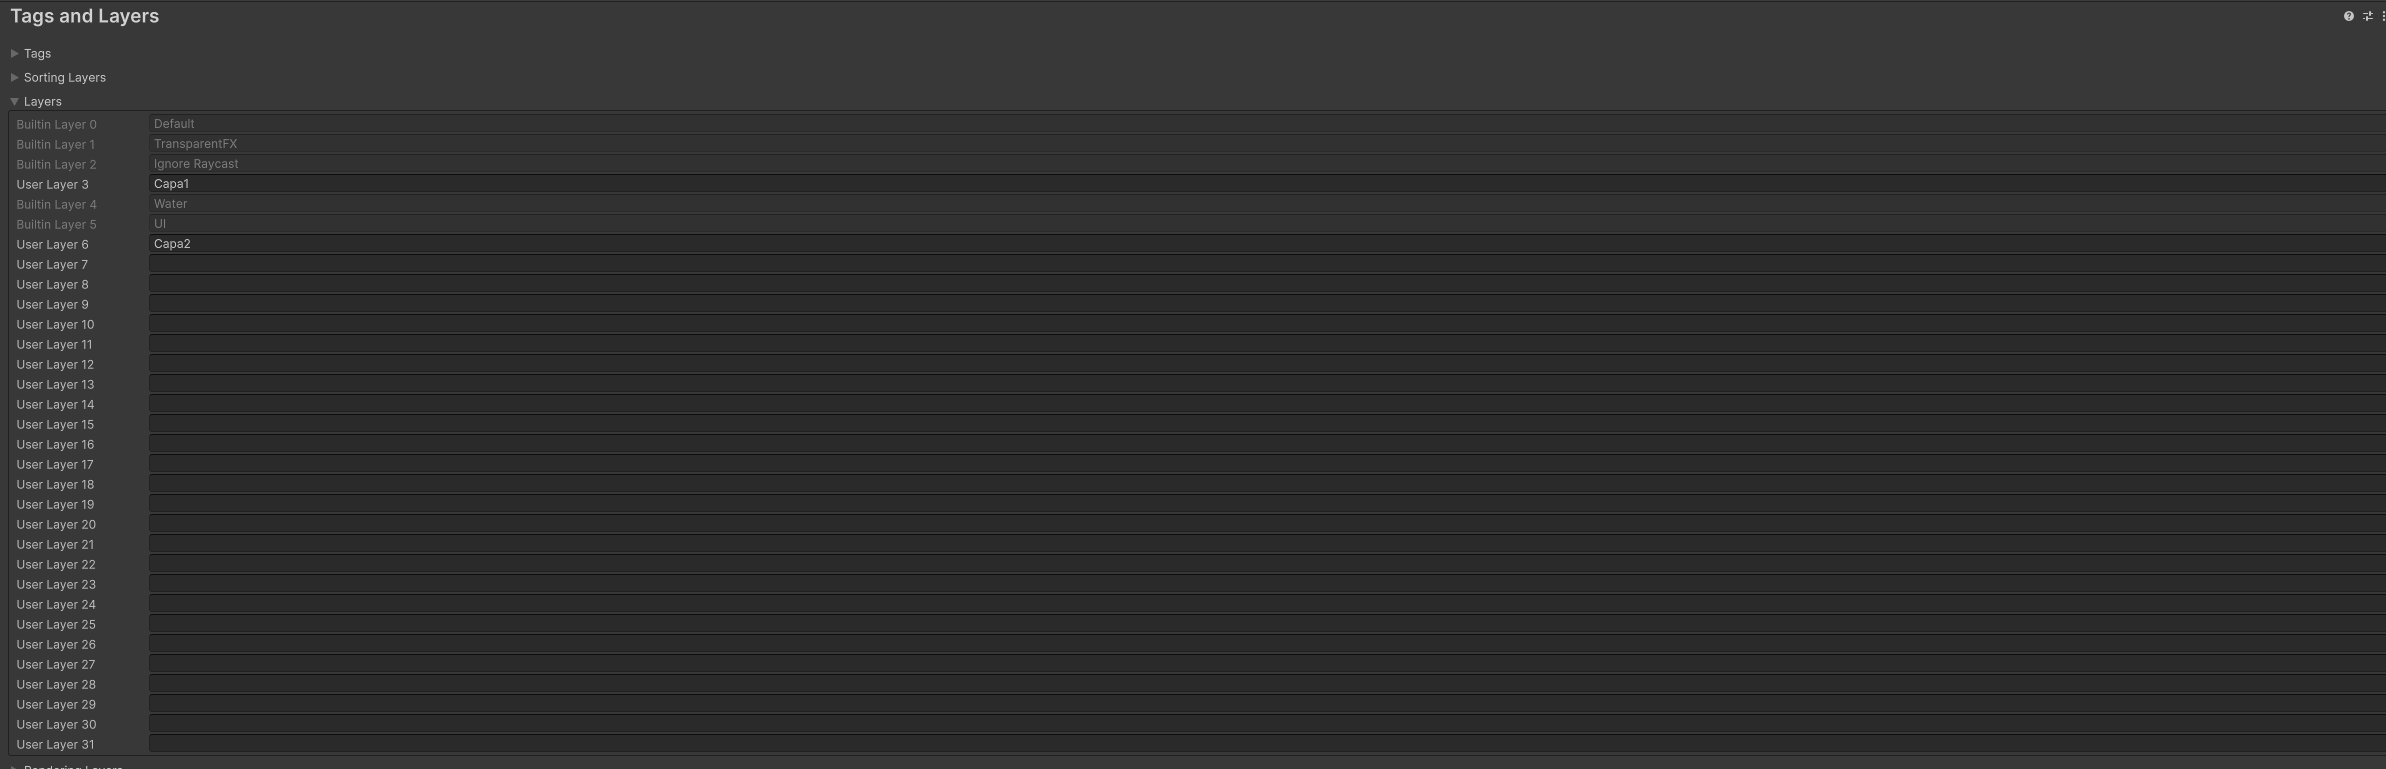 Tags and Layers
Tags
Sorting Layers
Layers
Builtin Layer 0 Default
Builtin Layer 1 TransparentFX
Builtin Layer 2 Ignore Raycast
User Layer 3 Capa1
Builtin Layer 4 Water
Builtin Layer 5 UI
User Layer 6 Capa2
User Layer 7
User Layer 8
User Layer 9
User Layer 10
User Layer 11
User Layer 12
User Layer 13
User Layer 14
User Layer 15
User Layer 16
User Layer 17
User Layer 18
User Layer 19
User Layer 20
User Layer 21
User Layer 22
User Layer 23
User Layer 24
User Layer 25
User Layer 26
User Layer 27
User Layer 28
User Layer 29
User Layer 30
User Layer 31
Rendering Layers